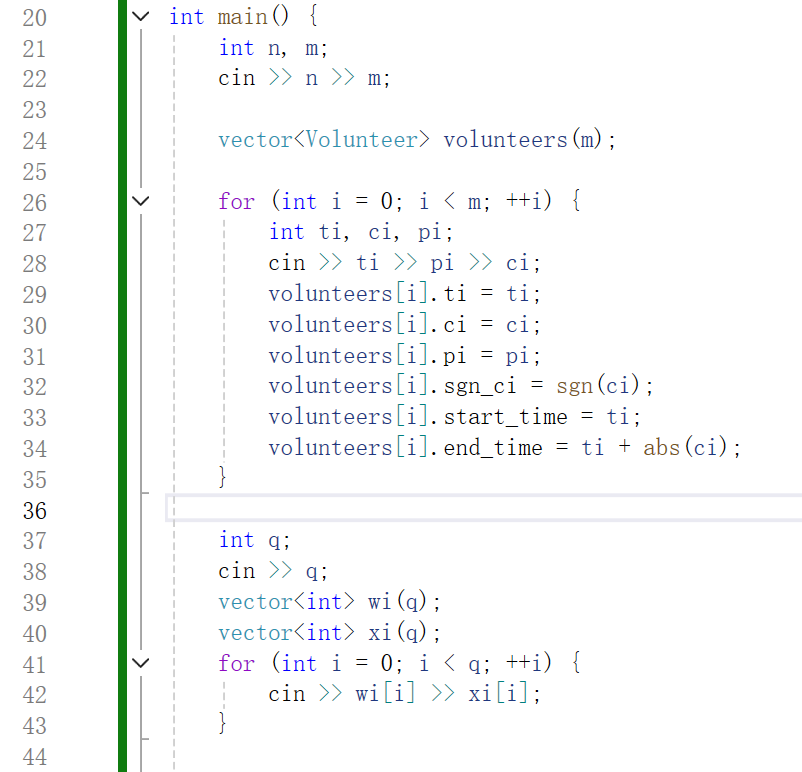 20 int main() {
21     int n, m;
22     cin >> n >> m;
23
24     vector<Volunteer> volunteers(m);
25
26     for (int i = 0; i < m; ++i) {
27         int ti, ci, pi;
28         cin >> ti >> pi >> ci;
29         volunteers[i].ti = ti;
30         volunteers[i].ci = ci;
31         volunteers[i].pi = pi;
32         volunteers[i].sgn_ci = sgn(ci);
33         volunteers[i].start_time = ti;
34         volunteers[i].end_time = ti + abs(ci);
35     }
36
37     int q;
38     cin >> q;
39     vector<int> wi(q);
40     vector<int> xi(q);
41     for (int i = 0; i < q; ++i) {
42         cin >> wi[i] >> xi[i];
43     }
44